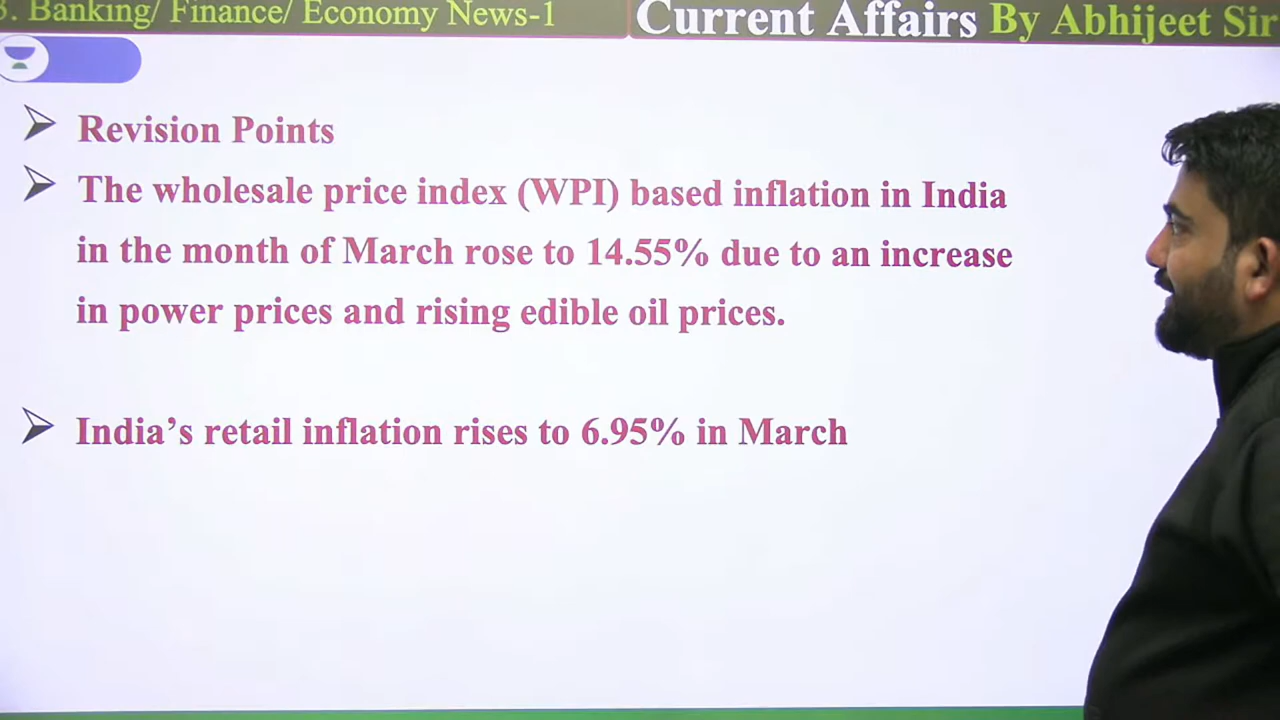 3. Banking/ Finance/ Economy News-1
Current Affairs By Abhijeet Sir
Revision Points
The wholesale price index (WPI) based inflation in India
in the month of March rose to 14.55% due to an increase
in power prices and rising edible oil prices.
India’s retail inflation rises to 6.95% in March